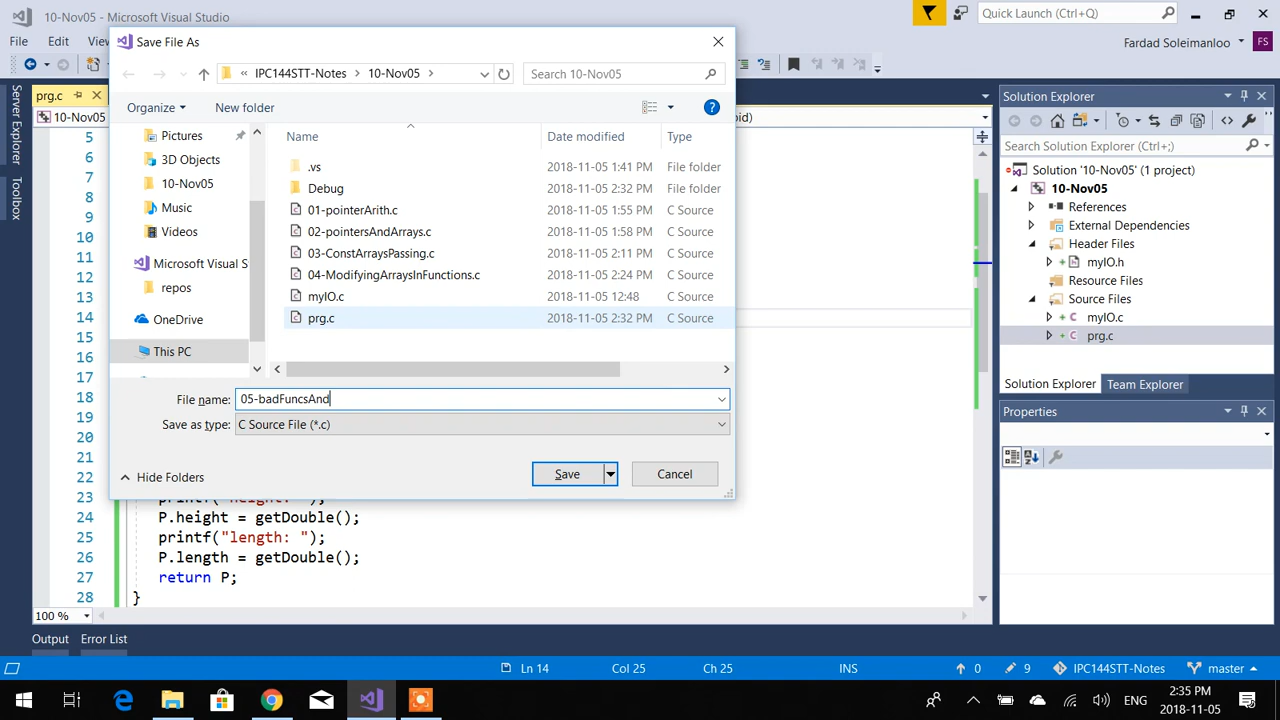 10-Nov05 - Microsoft Visual Studio
Quick Launch (Ctrl+Q)
File Edit
Fardad Soleimanloo FS
Save File As
IPC144STT-Notes 10-Nov05
Search 10-Nov05
Organize New folder
Name Date modified Type
Pictures
3D Objects
10-Nov05
Music
Videos
Microsoft Visual S
repos
OneDrive
This PC
.vs 2018-11-05 1:41 PM File folder
Debug 2018-11-05 2:32 PM File folder
01-pointerArith.c 2018-11-05 1:55 PM C Source
02-pointersAndArrays.c 2018-11-05 1:58 PM C Source
03-ConstArraysPassing.c 2018-11-05 2:11 PM C Source
04-ModifyingArraysInFunctions.c 2018-11-05 2:24 PM C Source
myIO.c 2018-11-05 12:48 C Source
prg.c 2018-11-05 2:32 PM C Source
File name: 05-badFuncsAnd
Save as type: C Source File (*.c)
Hide Folders
Save
Cancel
Server Explorer
Toolbox
prg.c
10-Nov05
5
6
7
8
9
10
11
12
13
14
15
16
17
18
19
20
21
22
23
24 P.height = getDouble();
25 printf("length: ");
26 P.length = getDouble();
27 return P;
28 }
100 %
Solution Explorer
Search Solution Explorer (Ctrl+;)
Solution '10-Nov05' (1 project)
10-Nov05
References
External Dependencies
Header Files
myIO.h
Resource Files
Source Files
myIO.c
prg.c
Solution Explorer Team Explorer
Properties
Output Error List
Ln 14 Col 25 Ch 25 INS 0 9 IPC144STT-Notes master
ENG
2:35 PM
2018-11-05